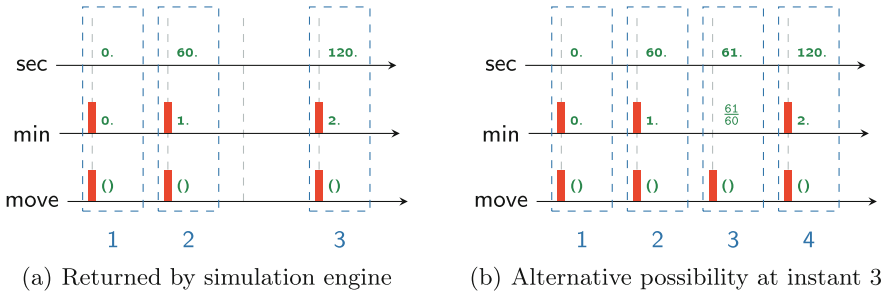 0. 60. 120.
sec
0. 1. 2.
min
() () ()
move
1 2 3
(a) Returned by simulation engine
0. 60. 61. 120.
sec
0. 1. 61/60 2.
min
() () () ()
move
1 2 3 4
(b) Alternative possibility at instant 3